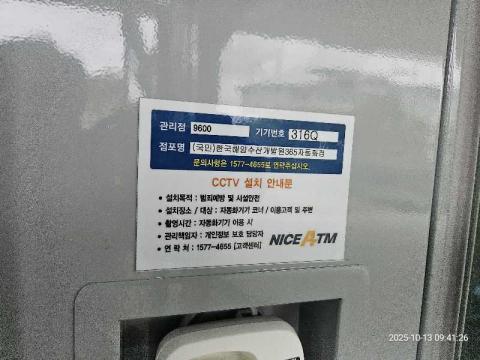 관리점 9600 기기번호 316Q
점포명 (국민)한국해양수산개발원365자동화점
문의사항은 1577-4655로 연락주십시오.
CCTV 설치 안내문
• 설치목적 : 범죄예방 및 시설안전
• 설치장소 / 대상 : 자동화기기 코너 / 이용고객 및 주변
• 촬영시간 : 자동화기기 이용 시
• 관리책임자 : 개인정보 보호 담당자
• 연 락 처 : 1577-4655 [고객센터]
NICE ATM
2025-10-13 09:41:26